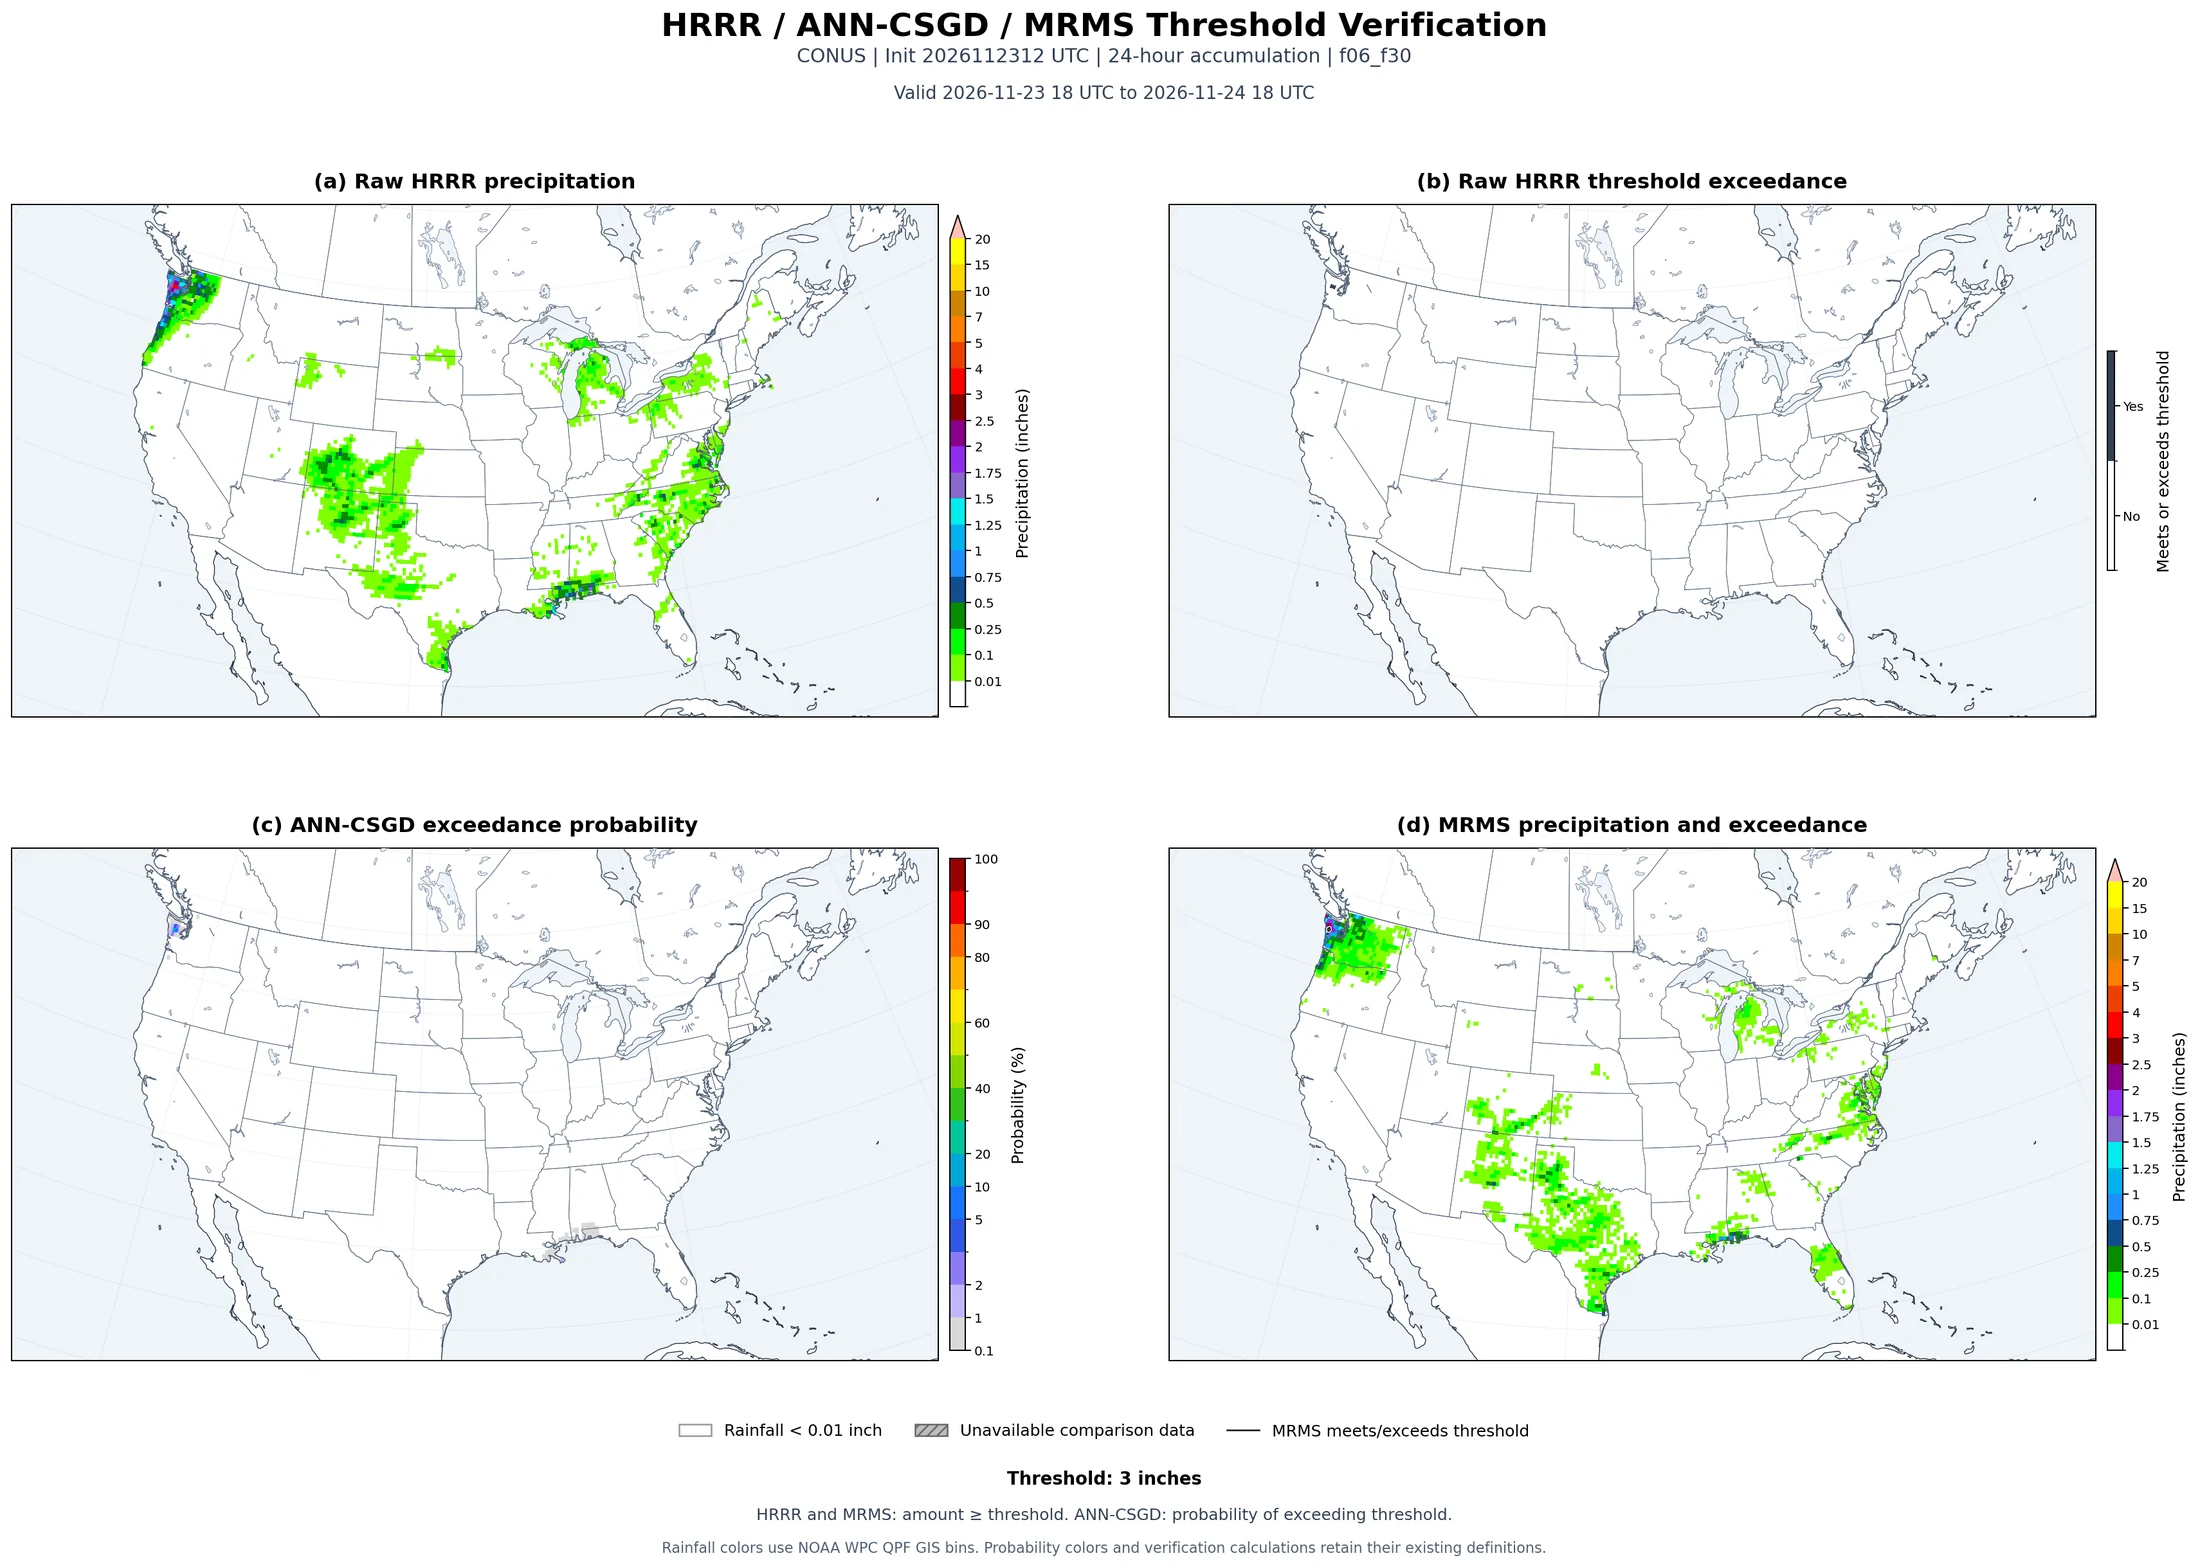 HRRR / ANN-CSGD / MRMS Threshold Verification
CONUS | Init 2026112312 UTC | 24-hour accumulation | f06_f30
Valid 2026-11-23 18 UTC to 2026-11-24 18 UTC
(a) Raw HRRR precipitation
20
15
10
7
5
4
3
2.5
2
1.75
1.5
1.25
1
0.75
0.5
0.25
0.1
0.01
Precipitation (inches)
(b) Raw HRRR threshold exceedance
Yes
No
Meets or exceeds threshold
(c) ANN-CSGD exceedance probability
100
90
80
60
40
20
10
5
2
1
0.1
Probability (%)
(d) MRMS precipitation and exceedance
20
15
10
7
5
4
3
2.5
2
1.75
1.5
1.25
1
0.75
0.5
0.25
0.1
0.01
Precipitation (inches)
Rainfall < 0.01 inch
Unavailable comparison data
MRMS meets/exceeds threshold
Threshold: 3 inches
HRRR and MRMS: amount ≥ threshold. ANN-CSGD: probability of exceeding threshold.
Rainfall colors use NOAA WPC QPF GIS bins. Probability colors and verification calculations retain their existing definitions.